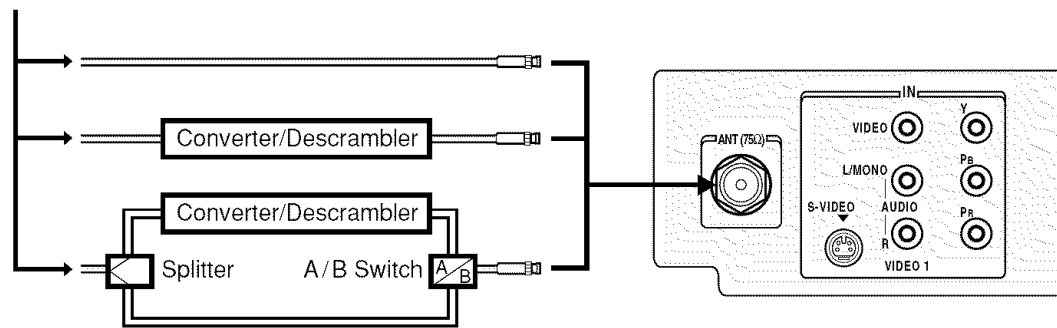 Converter/Descrambler
Converter/Descrambler
Splitter
A/B Switch
A/B
ANT (75Ω)
IN
VIDEO
Y
L/MONO
PB
S-VIDEO
AUDIO
PR
R
VIDEO 1